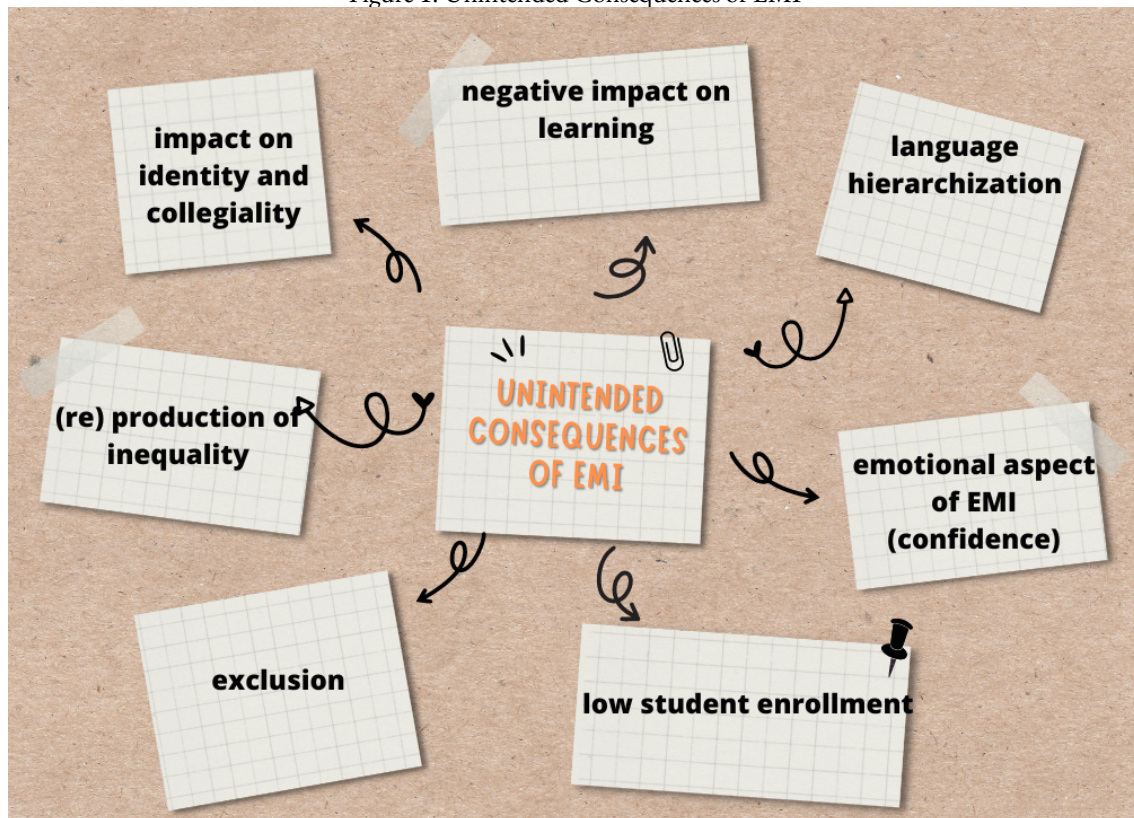 Figure 1: Unintended Consequences of EMI
negative impact on
learning
impact on
identity and
collegiality
language
hierarchization
(re) production of
inequality
UNINTENDED
CONSEQUENCES
OF EMI
emotional aspect
of EMI
(confidence)
exclusion
low student enrollment